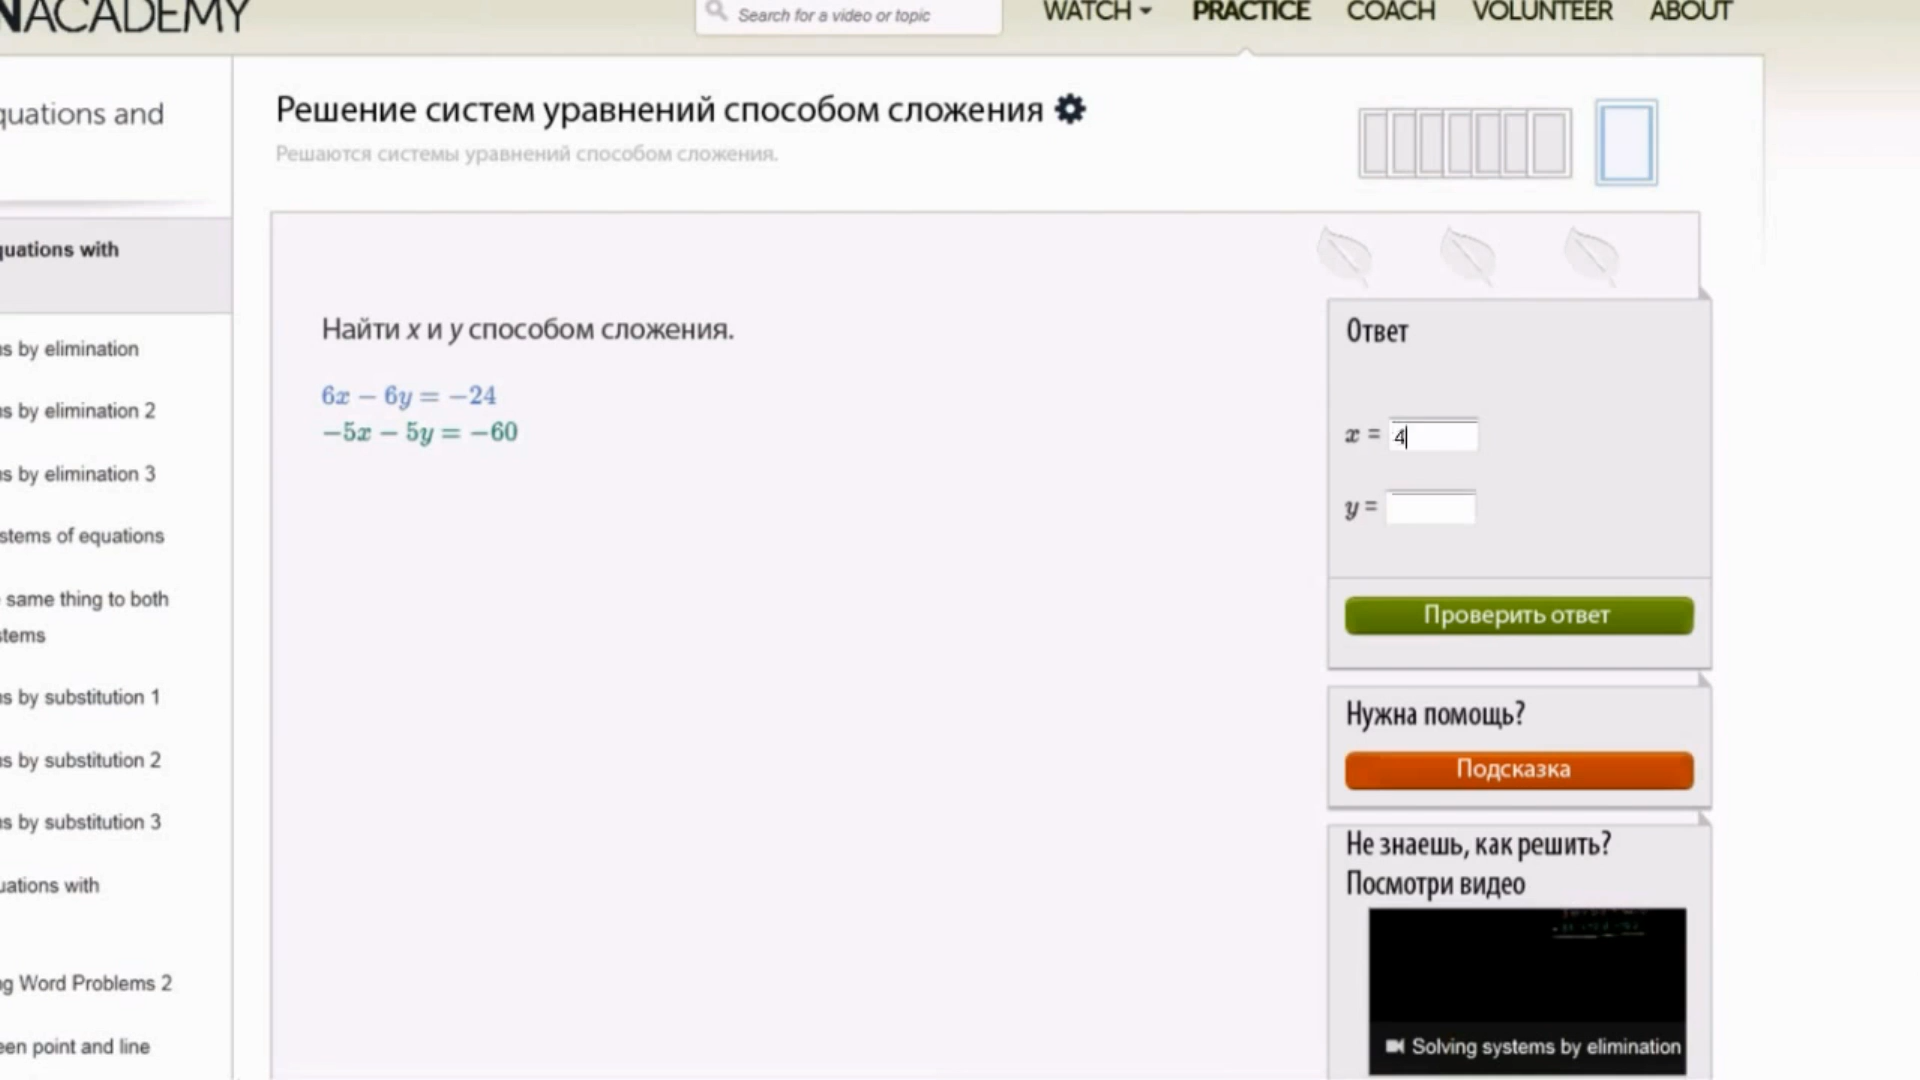 NACADEMY
Search for a video or topic
WATCH
PRACTICE
COACH
VOLUNTEER
ABOUT
quations and
quations with
s by elimination
s by elimination 2
s by elimination 3
stems of equations
same thing to both
stems
s by substitution 1
s by substitution 2
s by substitution 3
uations with
g Word Problems 2
een point and line
Решение систем уравнений способом сложения
Решаются системы уравнений способом сложения.
Найти x и y способом сложения.
6x − 6y = −24
−5x − 5y = −60
Ответ
x = 4
y =
Проверить ответ
Нужна помощь?
Подсказка
Не знаешь, как решить?
Посмотри видео
Solving systems by elimination